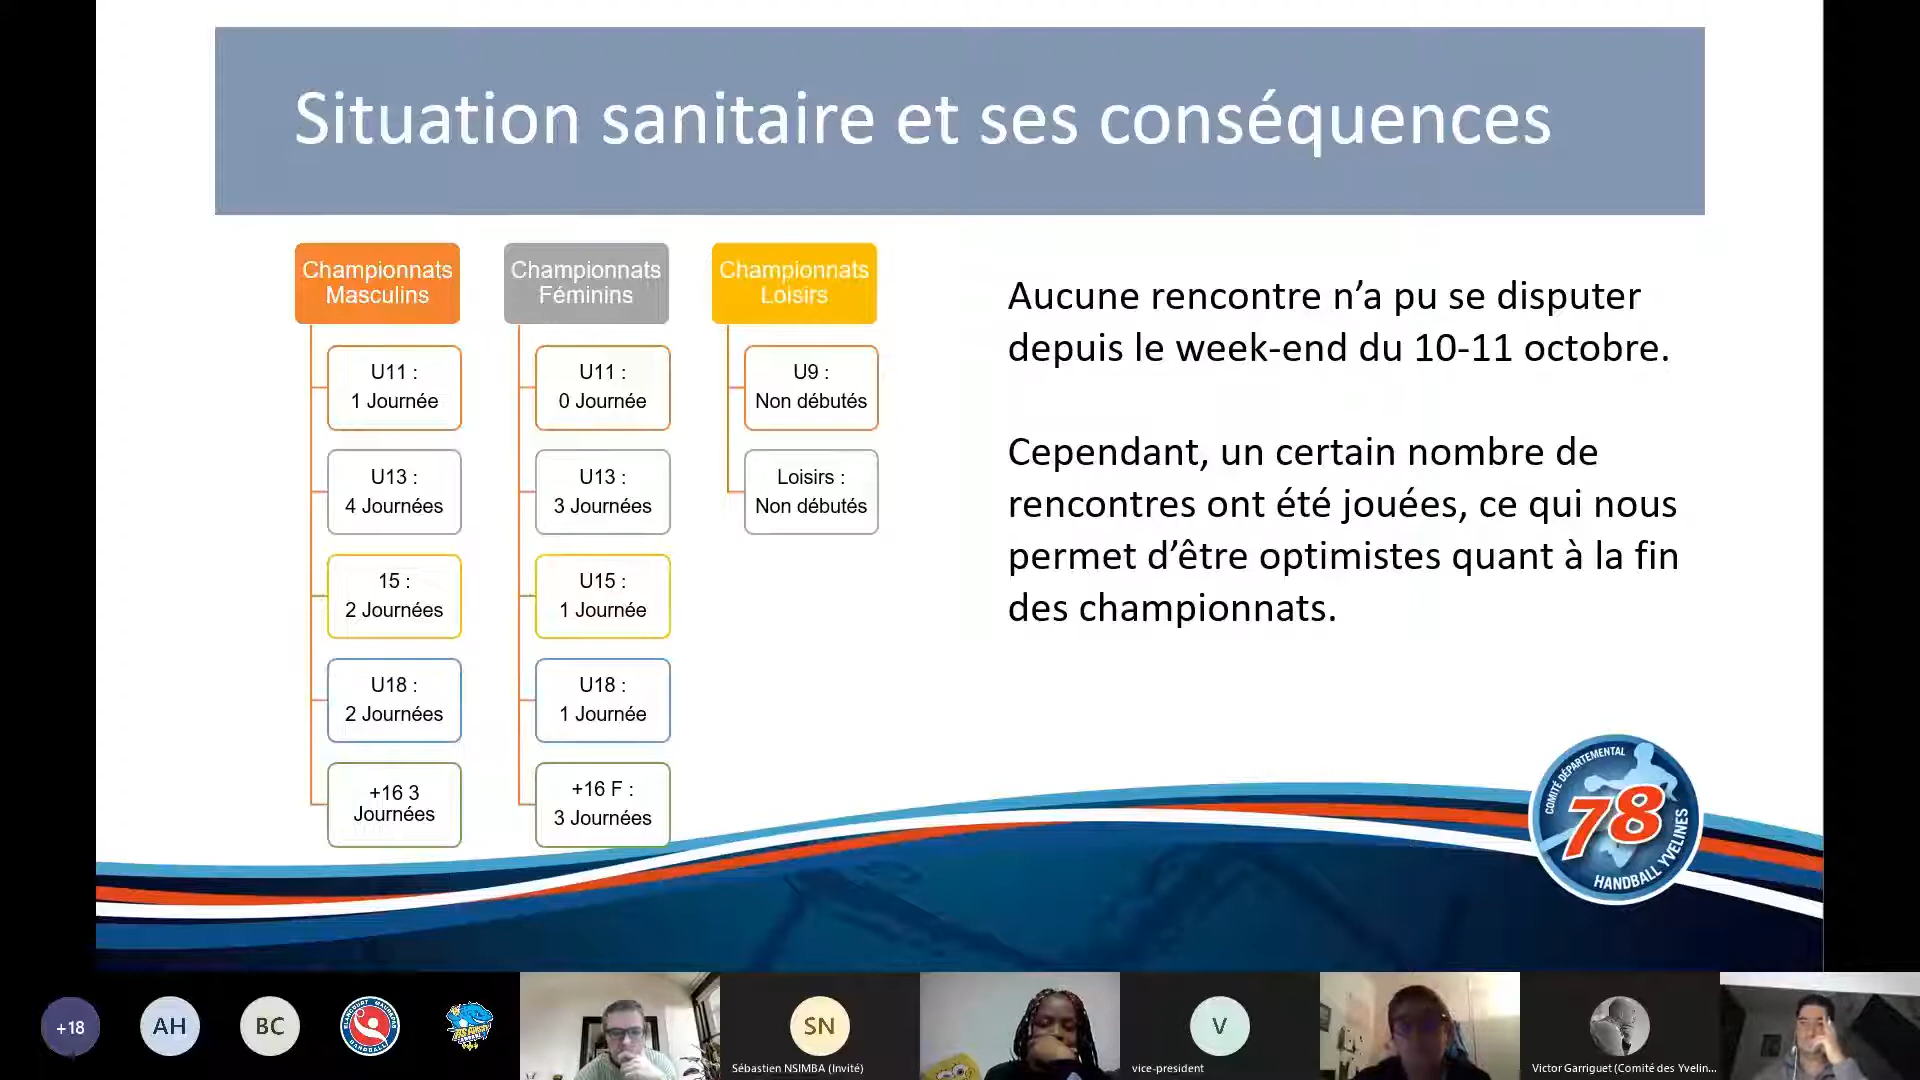 Situation sanitaire et ses conséquences
Championnats
Masculins
U11 :
1 Journée
U13 :
4 Journées
15 :
2 Journées
U18 :
2 Journées
+16 3
Journées
Championnats
Féminins
U11 :
0 Journée
U13 :
3 Journées
U15 :
1 Journée
U18 :
1 Journée
+16 F :
3 Journées
Championnats
Loisirs
U9 :
Non débutés
Loisirs :
Non débutés
Aucune rencontre n’a pu se disputer
depuis le week-end du 10-11 octobre.
Cependant, un certain nombre de
rencontres ont été jouées, ce qui nous
permet d’être optimistes quant à la fin
des championnats.
COMITÉ DÉPARTEMENTAL
78
HANDBALL YVELINES
+18
AH
BC
HANDBALL
SN
Sébastien NSIMBA (Invité)
V
vice-president
Victor Garriguet (Comité des Yvelin...